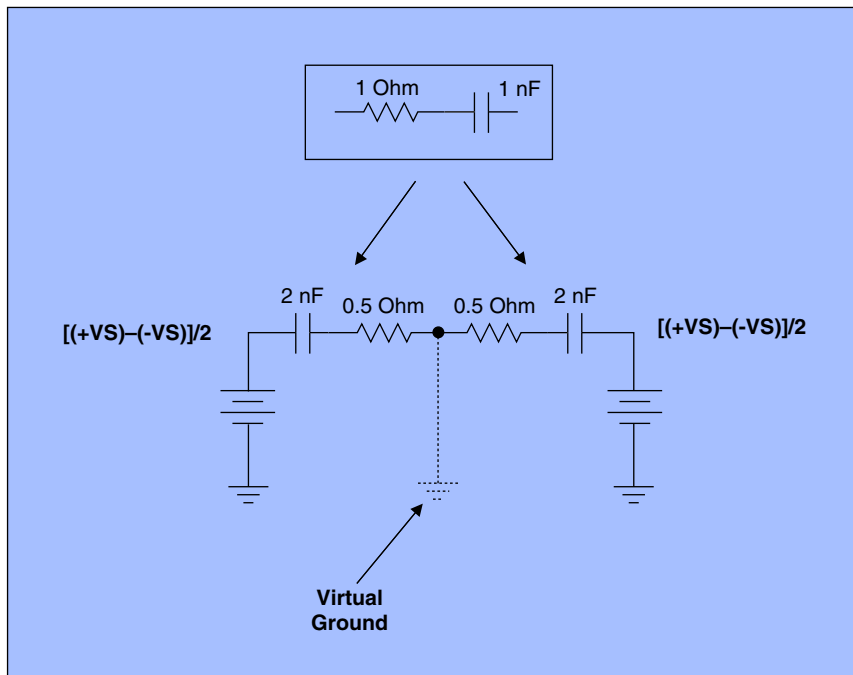 1 Ohm
1 nF
2 nF
0.5 Ohm
0.5 Ohm
2 nF
[(+VS)–(-VS)]/2
[(+VS)–(-VS)]/2
Virtual
Ground